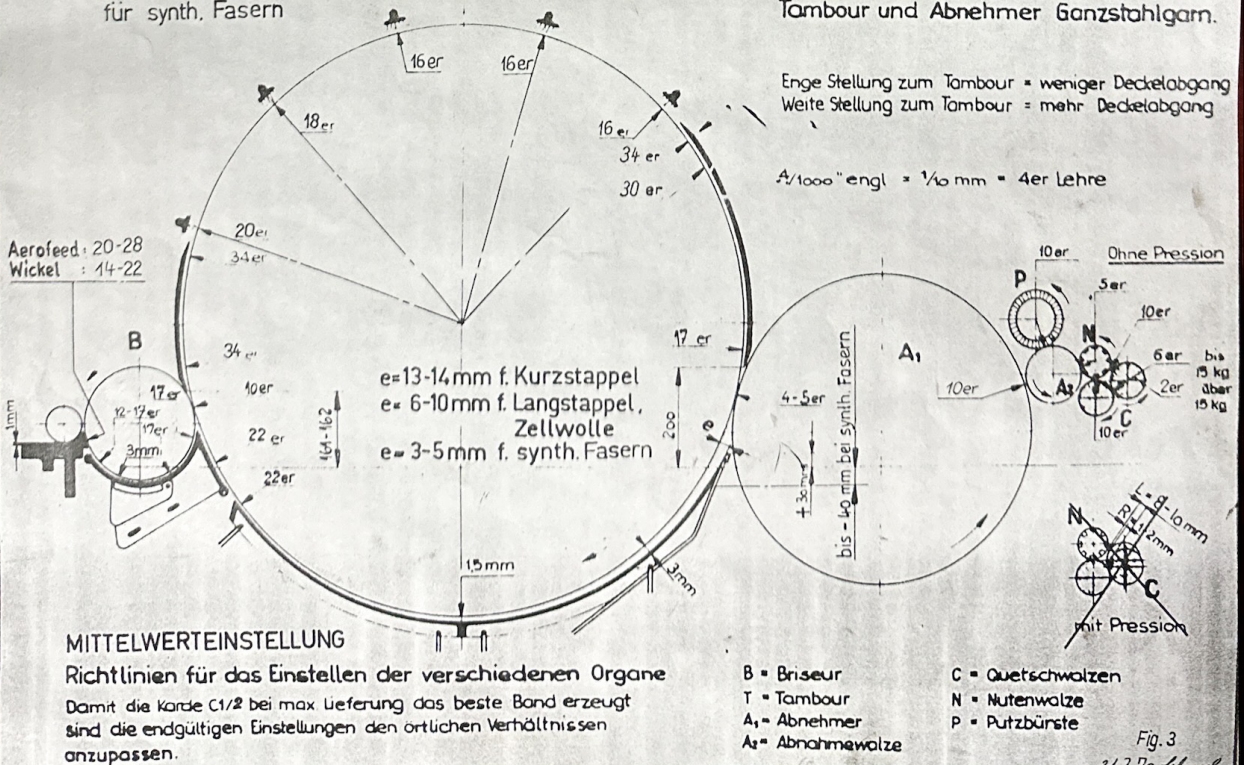 für synth. Fasern
Tambour und Abnehmer Ganzstahlgarn.
Enge Stellung zum Tambour = weniger Deckelabgang
Weite Stellung zum Tambour = mehr Deckelabgang
4/1000" engl = 1/10 mm = 4er Lehre
16er
16er
18er
16er
34 er
30 er
20er
34er
Aerofeed: 20-28
Wickel : 14-22
B
34
17er
12-17er
17er
3mm
1mm
10er
22 er
22er
161-162
e=13-14mm f. Kurzstappel
e= 6-10mm f. Langstappel,
Zellwolle
e= 3-5mm f. synth. Fasern
17 er
200
e
4-5er
+30mm
bis -40 mm bei synth. Fasern
A1
10er
10er
Ohne Pression
P
5er
N
10er
A2
6er
bis
15 kg
2er
über
15 kg
C
10er
1,5mm
3mm
N
L= 8-10mm
C
mit Pression
MITTELWERTEINSTELLUNG
Richtlinien für das Einstellen der verschiedenen Organe
Damit die Karde C1/2 bei max. Lieferung das beste Band erzeugt
sind die endgültigen Einstellungen den örtlichen Verhältnissen
anzupassen.
B = Briseur
T = Tambour
A1= Abnehmer
A2= Abnahmewalze
C = Quetschwalzen
N = Nutenwalze
P = Putzbürste
Fig. 3